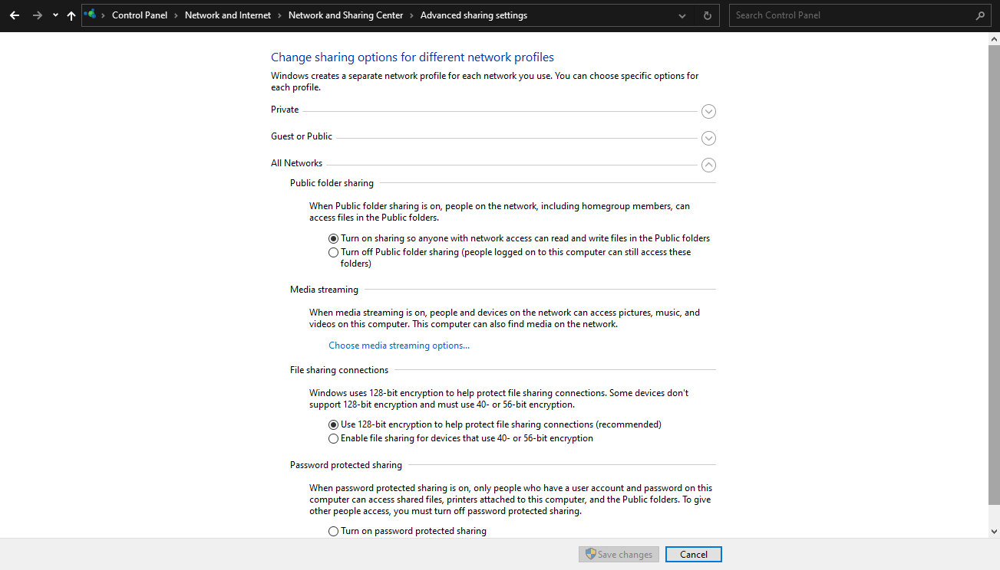 Control Panel > Network and Internet > Network and Sharing Center > Advanced sharing settings
Search Control Panel
Change sharing options for different network profiles
Windows creates a separate network profile for each network you use. You can choose specific options for
each profile.
Private
Guest or Public
All Networks
Public folder sharing
When Public folder sharing is on, people on the network, including homegroup members, can
access files in the Public folders.
Turn on sharing so anyone with network access can read and write files in the Public folders
Turn off Public folder sharing (people logged on to this computer can still access these
folders)
Media streaming
When media streaming is on, people and devices on the network can access pictures, music, and
videos on this computer. This computer can also find media on the network.
Choose media streaming options...
File sharing connections
Windows uses 128-bit encryption to help protect file sharing connections. Some devices don't
support 128-bit encryption and must use 40- or 56-bit encryption.
Use 128-bit encryption to help protect file sharing connections (recommended)
Enable file sharing for devices that use 40- or 56-bit encryption
Password protected sharing
When password protected sharing is on, only people who have a user account and password on this
computer can access shared files, printers attached to this computer, and the Public folders. To give
other people access, you must turn off password protected sharing.
Turn on password protected sharing
Save changes
Cancel